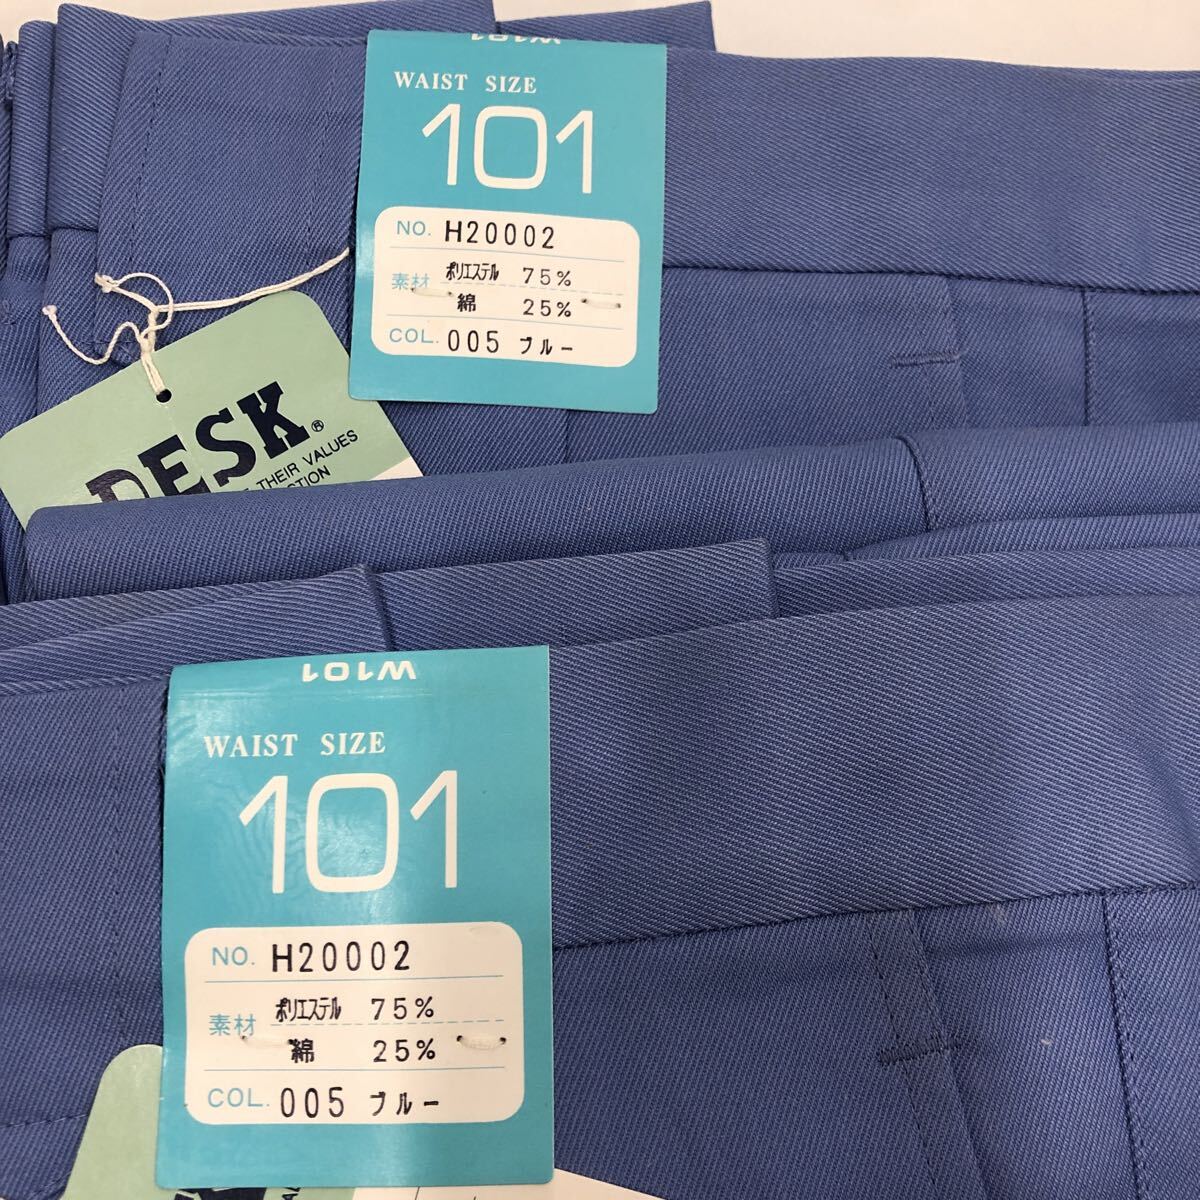 W101
WAIST SIZE
101
NO. H20002
素材 ポリエステル 75%
綿 25%
COL. 005 ブルー
DESK®
THEIR VALUES
W101
WAIST SIZE
101
NO. H20002
素材 ポリエステル 75%
綿 25%
COL. 005 ブルー